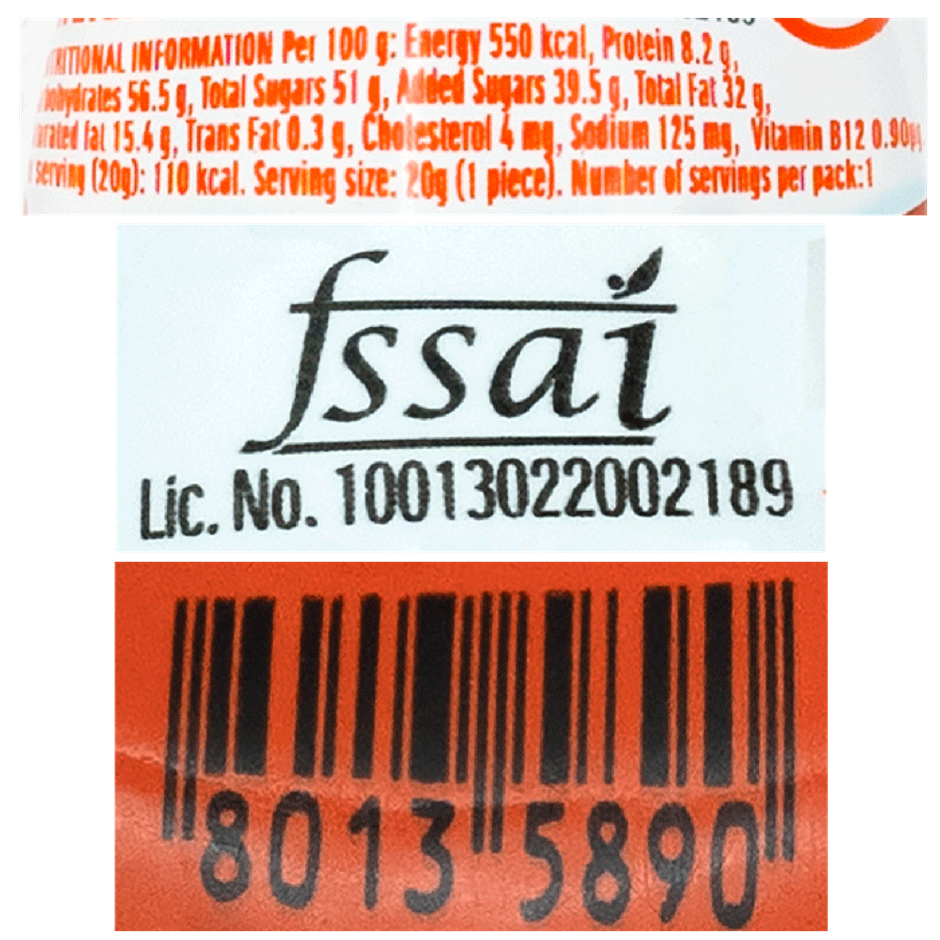 NUTRITIONAL INFORMATION Per 100 g: Energy 550 kcal, Protein 8.2 g,
Carbohydrates 56.5 g, Total Sugars 51 g, Added Sugars 39.5 g, Total Fat 32 g,
Saturated Fat 15.4 g, Trans Fat 0.3 g, Cholesterol 4 mg, Sodium 125 mg, Vitamin B12 0.90µg
serving (20g): 110 kcal. Serving size: 20g (1 piece). Number of servings per pack:1
fssai
Lic. No. 10013022002189
8013 5890